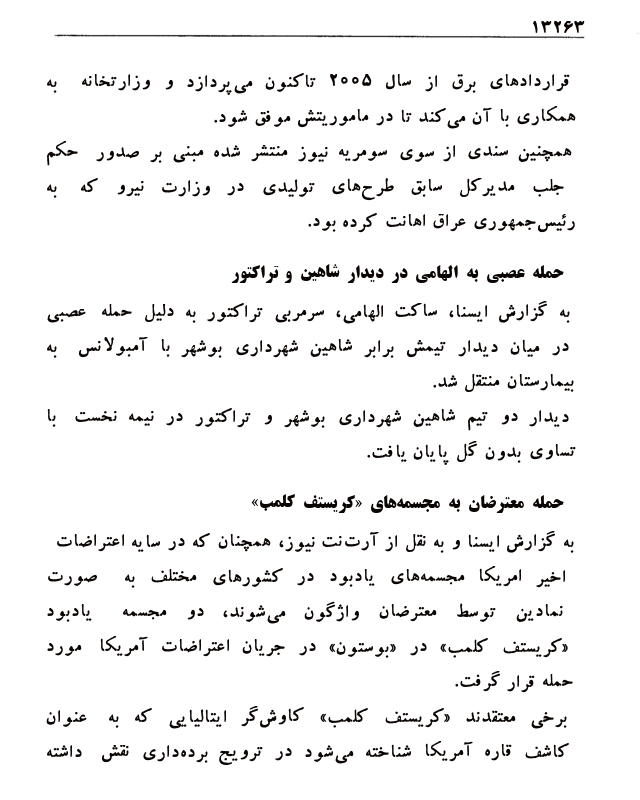 ۱۳۲۶۳
قراردادهای برق از سال ۲۰۰۵ تاکنون می‌پردازد و وزارتخانه به
همکاری با آن می‌کند تا در ماموریتش موفق شود.
همچنین سندی از سوی سومریه نیوز منتشر شده مبنی بر صدور حکم
جلب مدیرکل سابق طرح‌های تولیدی در وزارت نیرو که به
رئیس‌جمهوری عراق اهانت کرده بود.
حمله عصبی به الهامی در دیدار شاهین و تراکتور
به گزارش ایسنا، ساکت الهامی، سرمربی تراکتور به دلیل حمله عصبی
در میان دیدار تیمش برابر شاهین شهرداری بوشهر با آمبولانس به
بیمارستان منتقل شد.
دیدار دو تیم شاهین شهرداری بوشهر و تراکتور در نیمه نخست با
تساوی بدون گل پایان یافت.
حمله معترضان به مجسمه‌های «کریستف کلمب»
به گزارش ایسنا و به نقل از آرت‌نت نیوز، همچنان که در سایه اعتراضات
اخیر امریکا مجسمه‌های یادبود در کشورهای مختلف به صورت
نمادین توسط معترضان واژگون می‌شوند، دو مجسمه یادبود
«کریستف کلمب» در «بوستون» در جریان اعتراضات آمریکا مورد
حمله قرار گرفت.
برخی معتقدند «کریستف کلمب» کاوش‌گر ایتالیایی که به عنوان
کاشف قاره آمریکا شناخته می‌شود در ترویج برده‌داری نقش داشته